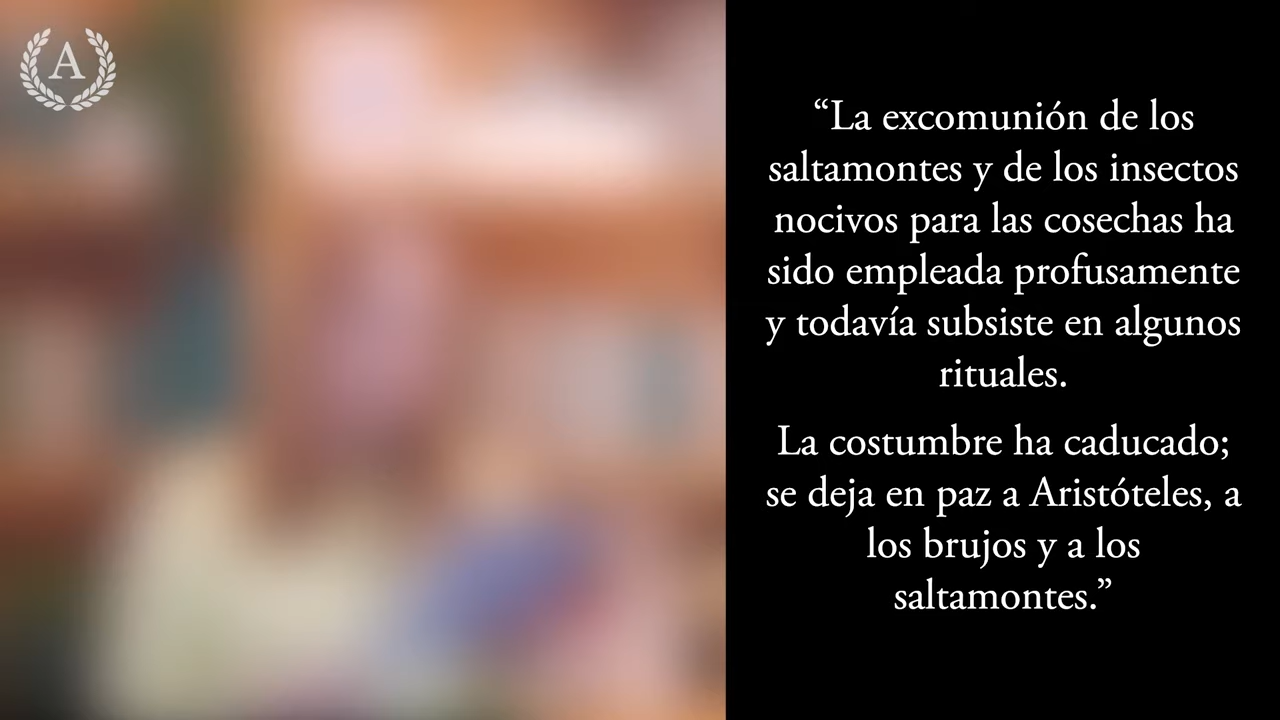 A
“La excomunión de los
saltamontes y de los insectos
nocivos para las cosechas ha
sido empleada profusamente
y todavía subsiste en algunos
rituales.
La costumbre ha caducado;
se deja en paz a Aristóteles, a
los brujos y a los
saltamontes.”